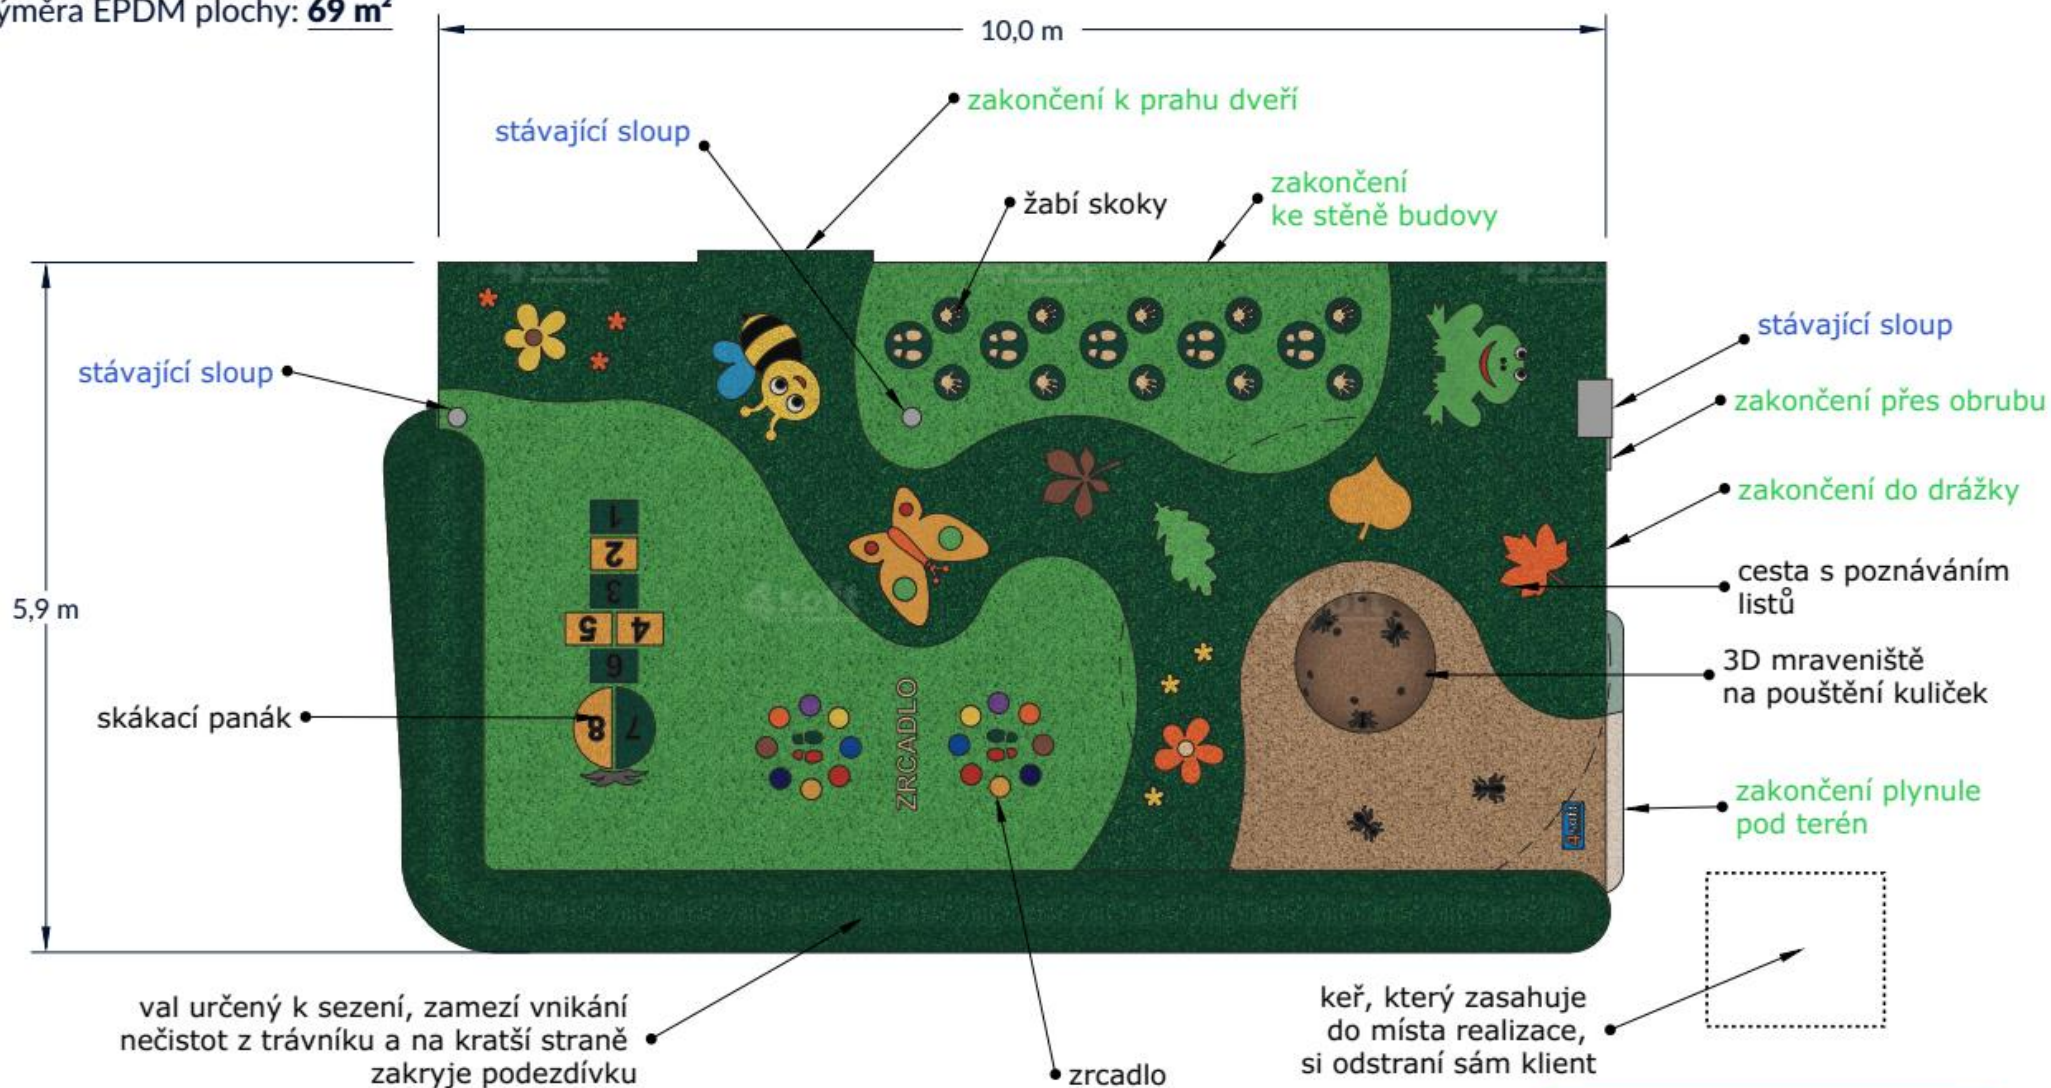 ýměra EPDM plochy: 69 m²
10,0 m
zakončení k prahu dveří
stávající sloup
žabí skoky
zakončení
ke stěně budovy
stávající sloup
stávající sloup
zakončení přes obrubu
zakončení do drážky
cesta s poznáváním
listů
3D mraveniště
na pouštění kuliček
5,9 m
1
2
3
5 4
6
8 7
skákací panák
ZRCADLO
4soft
4soft
4soft
zakončení plynule
pod terén
val určený k sezení, zamezí vnikání
nečistot z trávníku a na kratší straně
zakryje podezdívku
zrcadlo
keř, který zasahuje
do místa realizace,
si odstraní sám klient